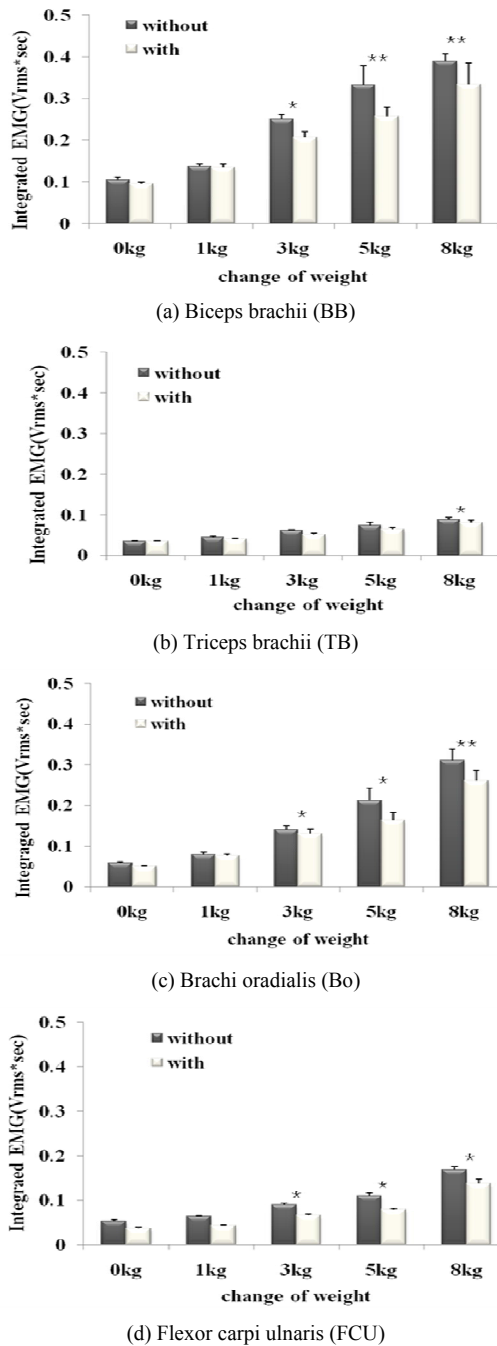 Integrated EMG(Vrms*sec)
0.5
0.4
0.3
0.2
0.1
0
without
with
*
**
**
0kg 1kg 3kg 5kg 8kg
change of weight
(a) Biceps brachii (BB)
Integrated EMG(Vrms*sec)
0.5
0.4
0.3
0.2
0.1
0
without
with
*
0kg 1kg 3kg 5kg 8kg
change of weight
(b) Triceps brachii (TB)
Integraged EMG(Vrms*sec)
0.5
0.4
0.3
0.2
0.1
0
without
with
*
*
**
0kg 1kg 3kg 5kg 8kg
change of weight
(c) Brachi oradialis (Bo)
Integraed EMG(Vrms*sec)
0.5
0.4
0.3
0.2
0.1
0
without
with
*
*
*
0kg 1kg 3kg 5kg 8kg
change of weight
(d) Flexor carpi ulnaris (FCU)